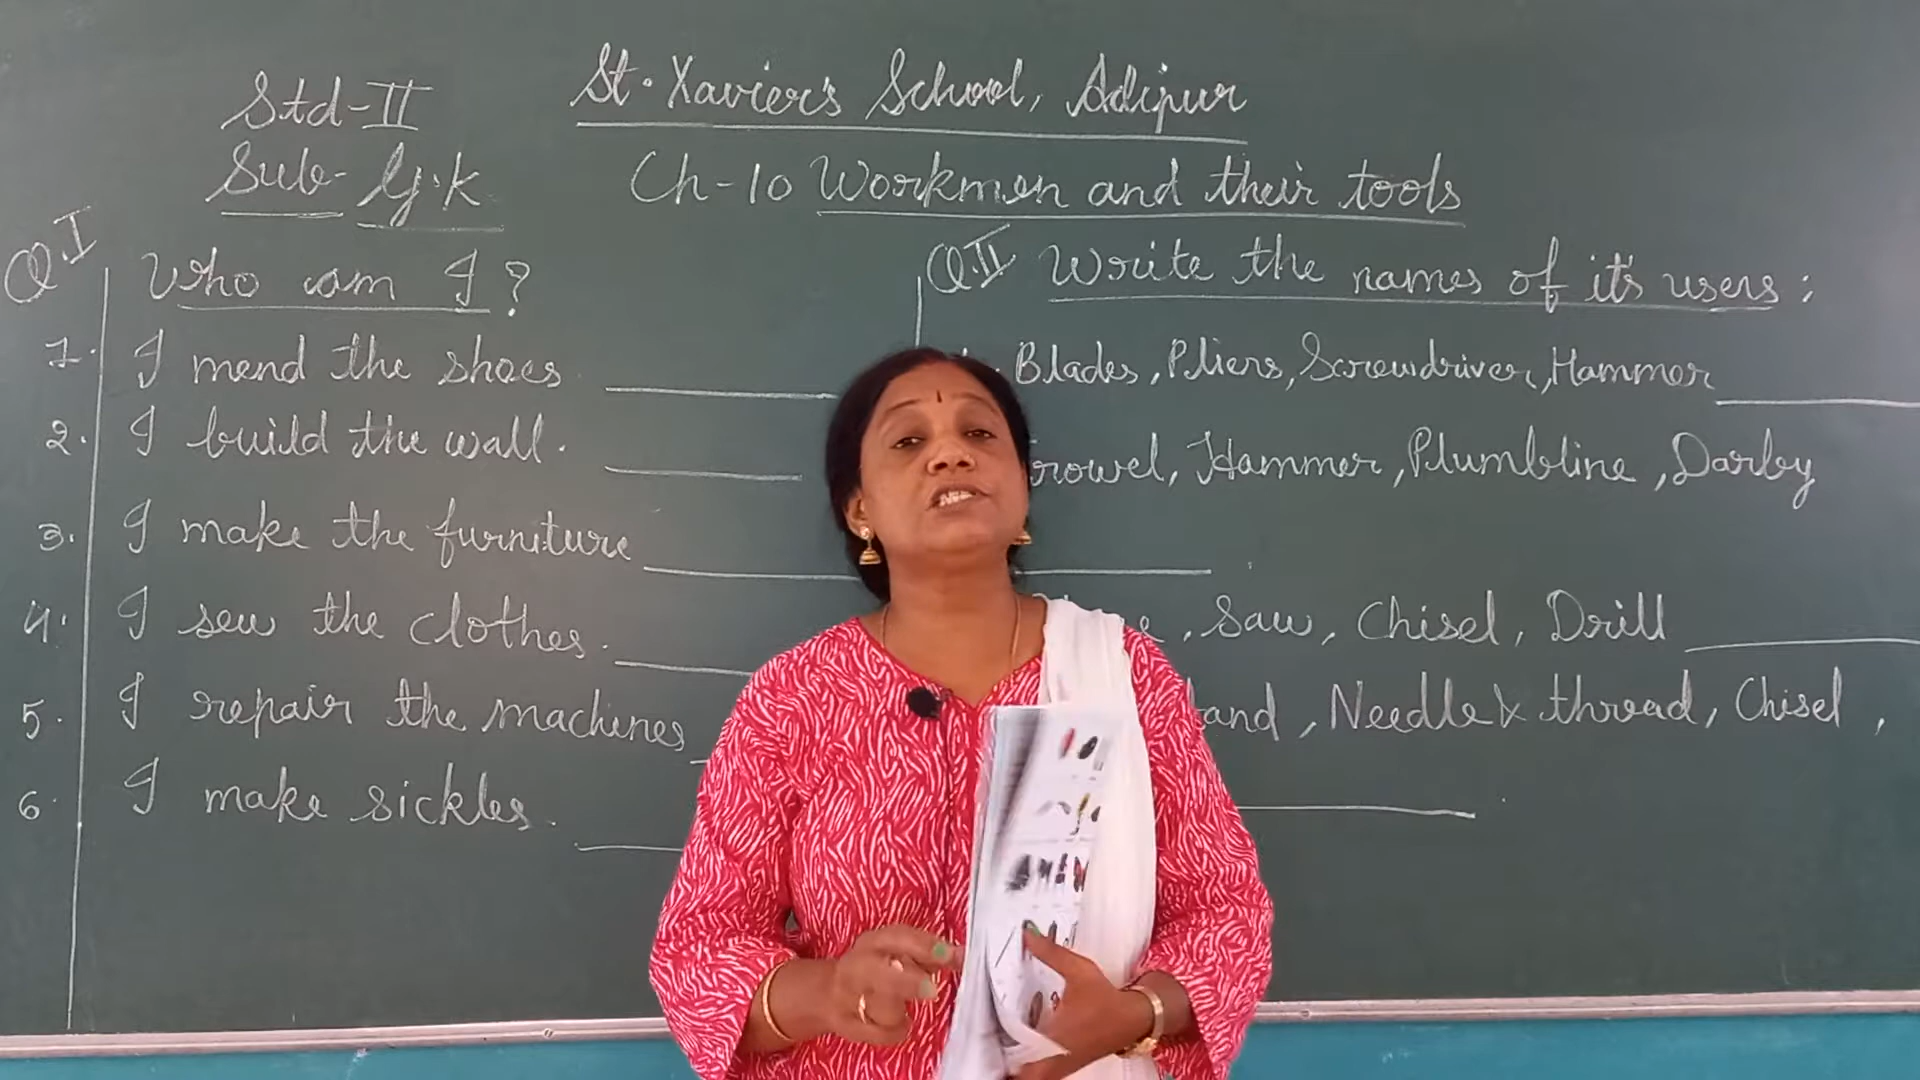 Std-II
Sub- G.K
St. Xavier's School, Adipur
Ch-10 Workmen and their tools
Q.I Who am I?
1. I mend the shoes
2. I build the wall.
3. I make the furniture
4. I sew the clothes.
5. I repair the machines
6. I make sickles.
Q.II Write the names of it's users:
Blades, Pliers, Screwdriver, Hammer
rowel, Hammer, Plumbline, Darby
, Saw, Chisel, Drill
and, Needle & thread, Chisel,